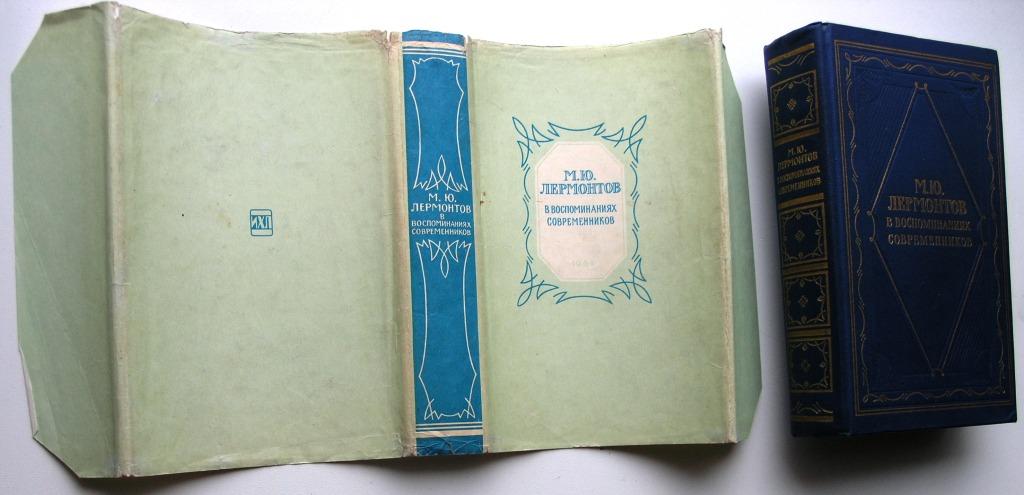 ИХЛ
М. Ю.
ЛЕРМОНТОВ
В
ВОСПОМИНАНИЯХ
СОВРЕМЕННИКОВ
М.Ю.
ЛЕРМОНТОВ
В ВОСПОМИНАНИЯХ
СОВРЕМЕННИКОВ
М.Ю.
ЛЕРМОНТОВ
В ВОСПОМИНАНИЯХ
СОВРЕМЕННИКОВ
М.Ю.
ЛЕРМОНТОВ
В ВОСПОМИНАНИЯХ
СОВРЕМЕННИКОВ